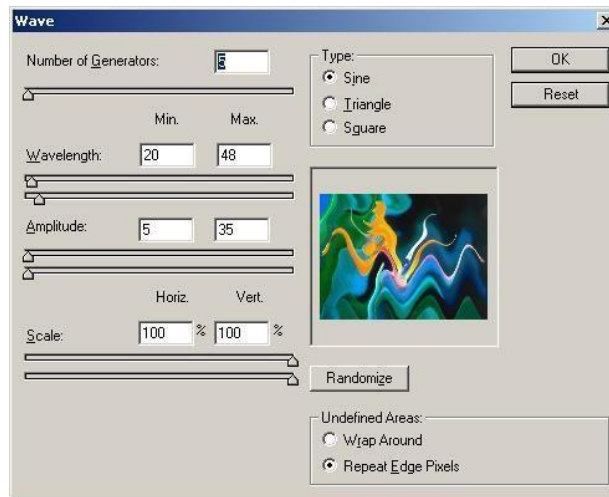 Wave
Number of Generators: 5
Type:
Sine
Triangle
Square
OK
Reset
Min. Max.
Wavelength: 20 48
Amplitude: 5 35
Horiz. Vert.
Scale: 100 % 100 %
Randomize
Undefined Areas:
Wrap Around
Repeat Edge Pixels